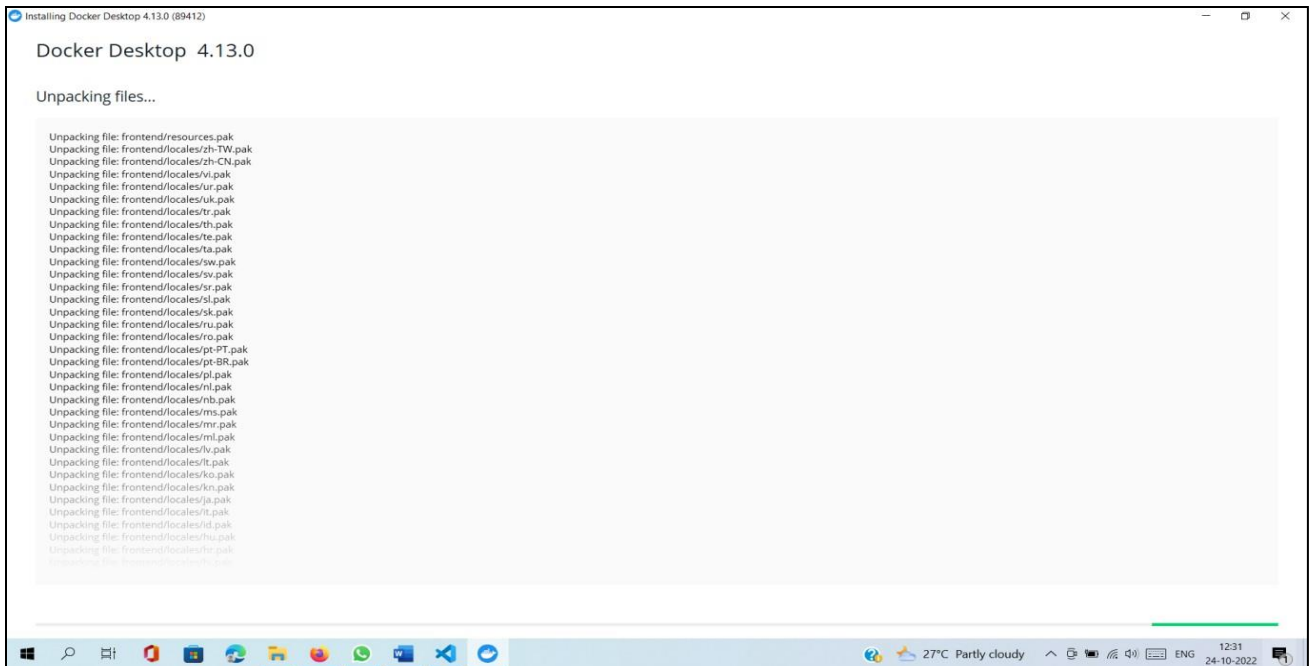 Installing Docker Desktop 4.13.0 (89412)
Docker Desktop 4.13.0
Unpacking files...
Unpacking file: frontend/resources.pak
Unpacking file: frontend/locales/zh-TW.pak
Unpacking file: frontend/locales/zh-CN.pak
Unpacking file: frontend/locales/vi.pak
Unpacking file: frontend/locales/ur.pak
Unpacking file: frontend/locales/uk.pak
Unpacking file: frontend/locales/tr.pak
Unpacking file: frontend/locales/th.pak
Unpacking file: frontend/locales/te.pak
Unpacking file: frontend/locales/ta.pak
Unpacking file: frontend/locales/sw.pak
Unpacking file: frontend/locales/sv.pak
Unpacking file: frontend/locales/sr.pak
Unpacking file: frontend/locales/sl.pak
Unpacking file: frontend/locales/sk.pak
Unpacking file: frontend/locales/ru.pak
Unpacking file: frontend/locales/ro.pak
Unpacking file: frontend/locales/pt-PT.pak
Unpacking file: frontend/locales/pt-BR.pak
Unpacking file: frontend/locales/pl.pak
Unpacking file: frontend/locales/nl.pak
Unpacking file: frontend/locales/nb.pak
Unpacking file: frontend/locales/ms.pak
Unpacking file: frontend/locales/mr.pak
Unpacking file: frontend/locales/ml.pak
Unpacking file: frontend/locales/lv.pak
Unpacking file: frontend/locales/lt.pak
Unpacking file: frontend/locales/ko.pak
Unpacking file: frontend/locales/kn.pak
Unpacking file: frontend/locales/ja.pak
Unpacking file: frontend/locales/it.pak
Unpacking file: frontend/locales/id.pak
Unpacking file: frontend/locales/hu.pak
Unpacking file: frontend/locales/hr.pak
Unpacking file:
27°C Partly cloudy
ENG
12:31
24-10-2022